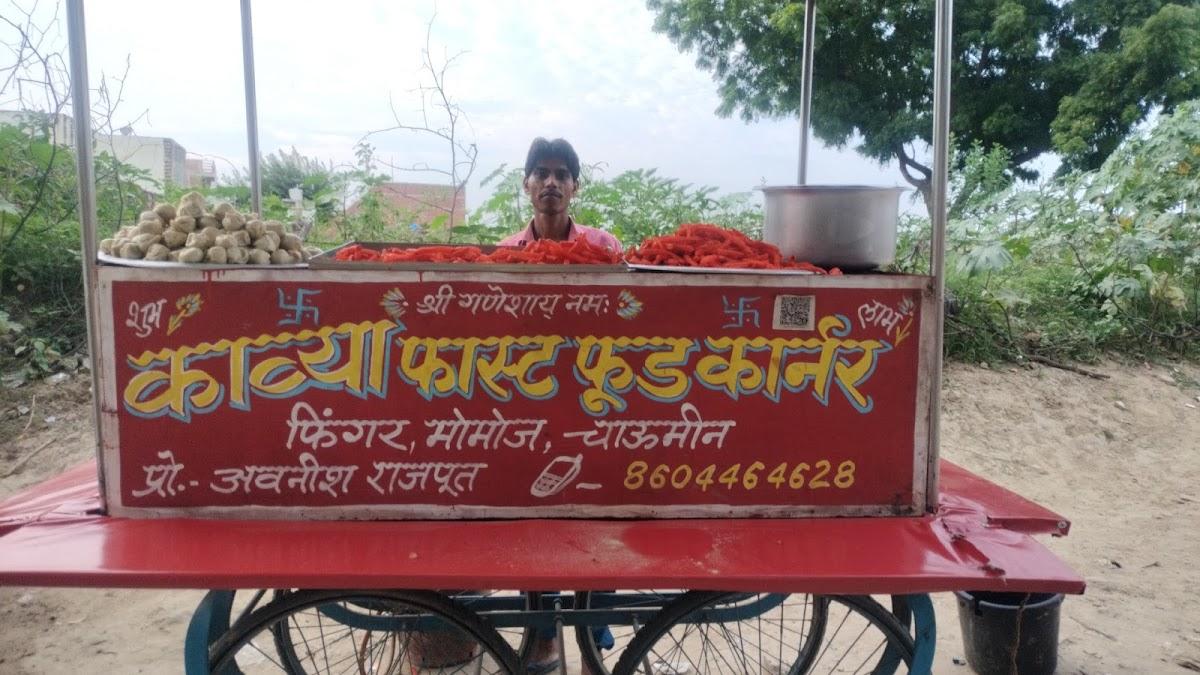 शुभ श्री गणेशाय् नमः लाभ
काव्या फास्ट फूड कार्नर
फिंगर, मोमोज, चाऊमीन
प्रो.- अवनीश राजपूत – 8604464628